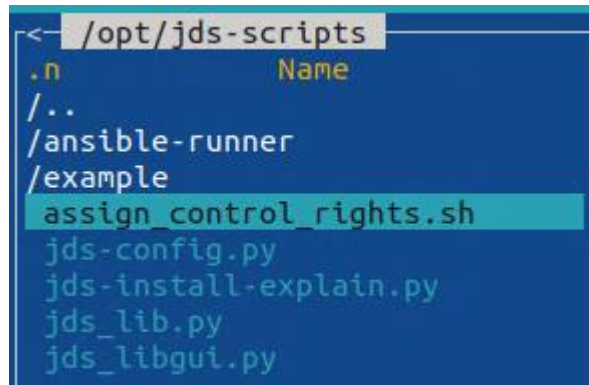 <- /opt/jds-scripts
.n Name
/..
/ansible-runner
/example
assign_control_rights.sh
jds-config.py
jds-install-explain.py
jds_lib.py
jds_libgui.py